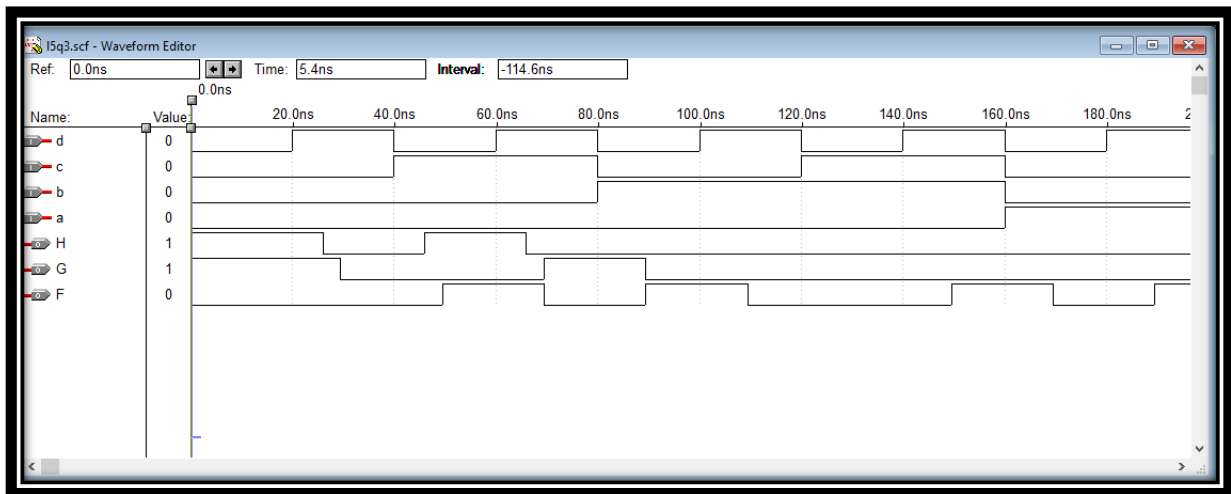 l5q3.scf - Waveform Editor
Ref: 0.0ns Time: 5.4ns Interval: -114.6ns
0.0ns
Name: Value: 20.0ns 40.0ns 60.0ns 80.0ns 100.0ns 120.0ns 140.0ns 160.0ns 180.0ns 2
d 0
c 0
b 0
a 0
H 1
G 1
F 0